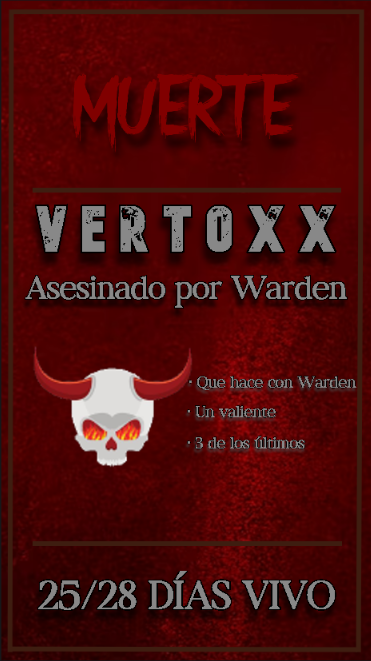 MUERTE
VERTOXX
Asesinado por Warden
· Que hace con Warden
· Un valiente
· 3 de los últimos
25/28 DÍAS VIVO